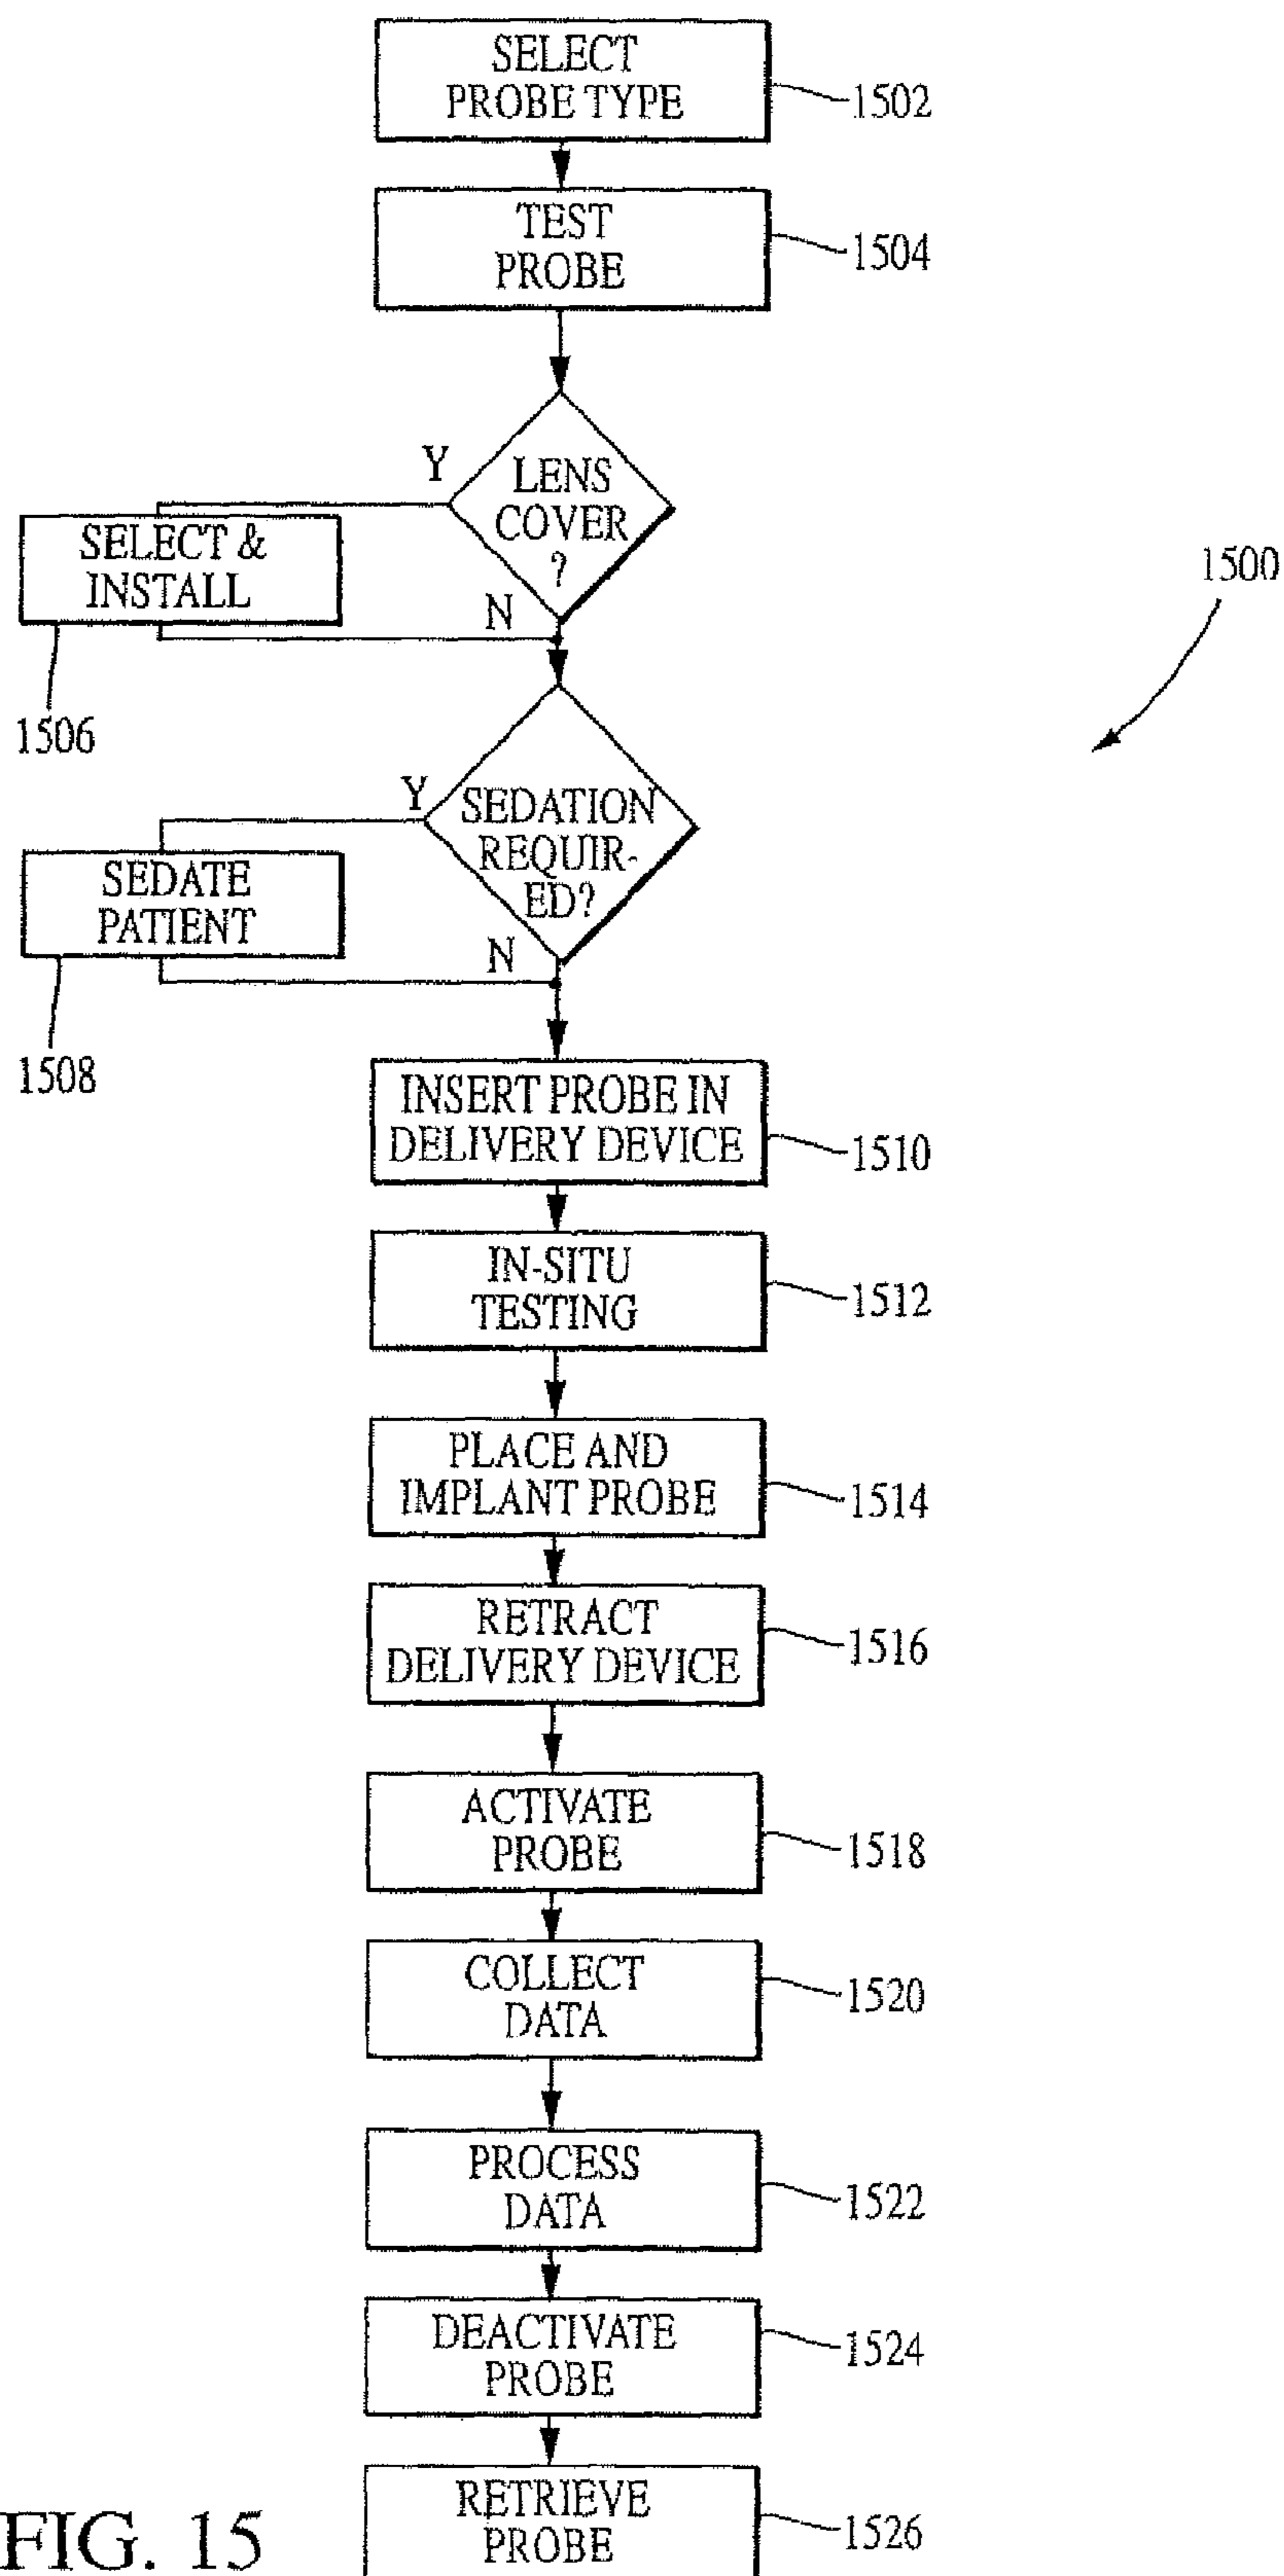 SELECT
PROBE TYPE
1502
TEST
PROBE
1504
LENS
COVER
?
Y
N
SELECT &
INSTALL
1506
1500
SEDATION
REQUIR-
ED?
Y
N
SEDATE
PATIENT
1508
INSERT PROBE IN
DELIVERY DEVICE
1510
IN-SITU
TESTING
1512
PLACE AND
IMPLANT PROBE
1514
RETRACT
DELIVERY DEVICE
1516
ACTIVATE
PROBE
1518
COLLECT
DATA
1520
PROCESS
DATA
1522
DEACTIVATE
PROBE
1524
RETRIEVE
PROBE
1526
FIG. 15